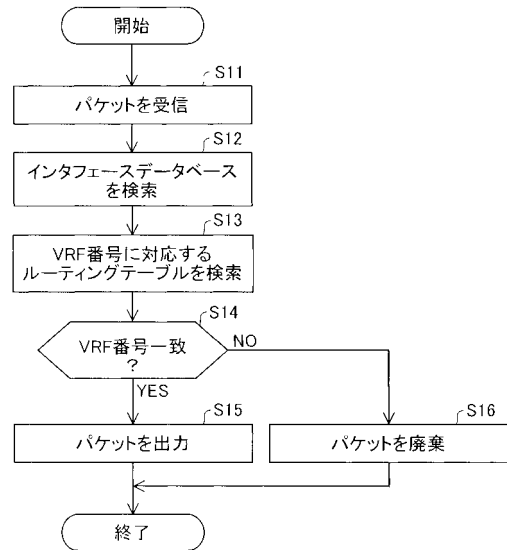 開始
S11
パケットを受信
S12
インタフェースデータベース
を検索
S13
VRF番号に対応する
ルーティングテーブルを検索
S14
VRF番号一致
?
NO
YES
S15
パケットを出力
S16
パケットを廃棄
終了